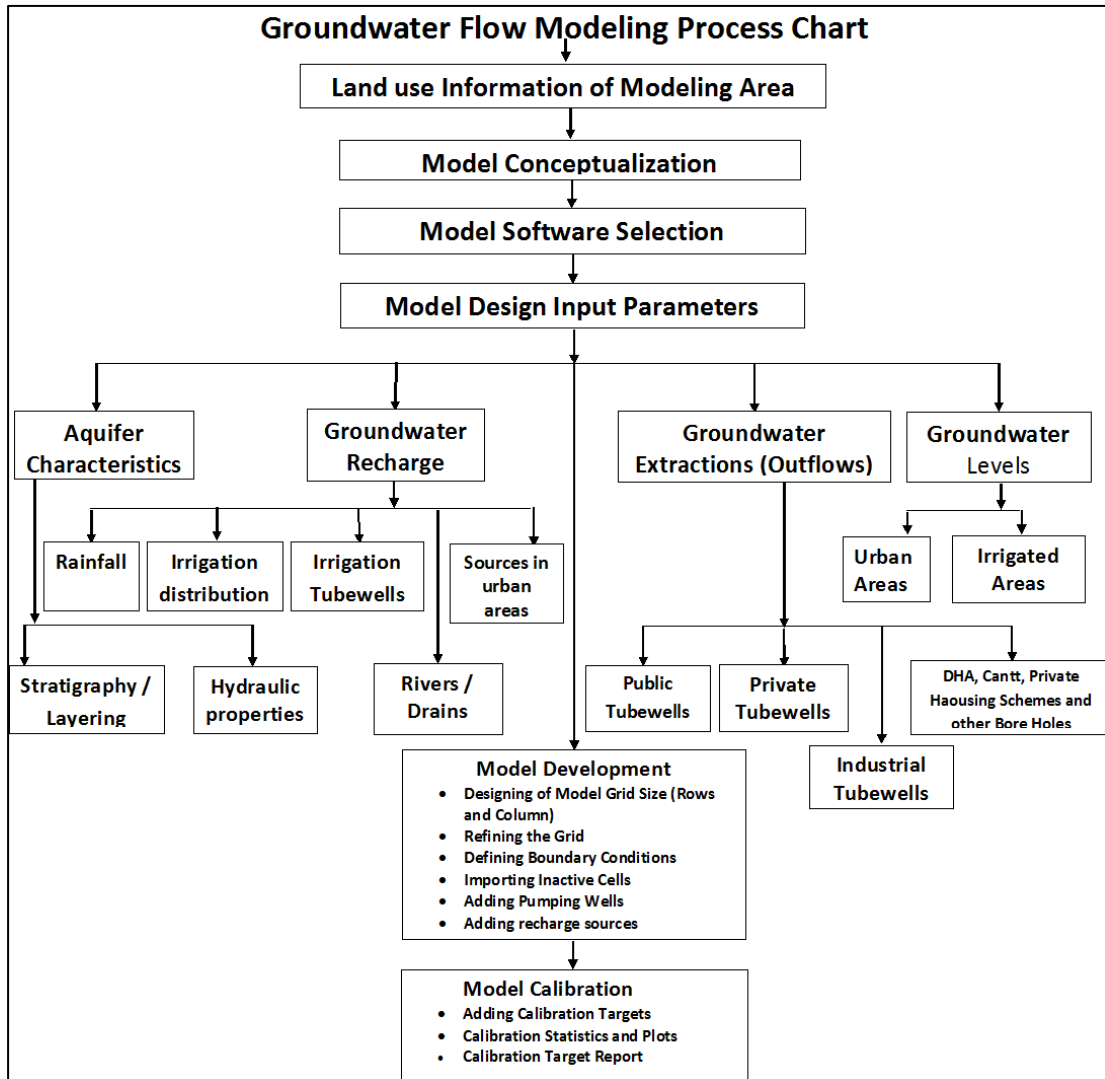 Groundwater Flow Modeling Process Chart
Land use Information of Modeling Area
Model Conceptualization
Model Software Selection
Model Design Input Parameters
Aquifer
Characteristics
Groundwater
Recharge
Groundwater
Extractions (Outflows)
Groundwater
Levels
Rainfall
Irrigation
distribution
Irrigation
Tubewells
Sources in
urban
areas
Urban
Areas
Irrigated
Areas
Stratigraphy /
Layering
Hydraulic
properties
Rivers /
Drains
Public
Tubewells
Private
Tubewells
DHA, Cantt, Private
Haousing Schemes and
other Bore Holes
Industrial
Tubewells
Model Development
• Designing of Model Grid Size (Rows
and Column)
• Refining the Grid
• Defining Boundary Conditions
• Importing Inactive Cells
• Adding Pumping Wells
• Adding recharge sources
Model Calibration
• Adding Calibration Targets
• Calibration Statistics and Plots
• Calibration Target Report